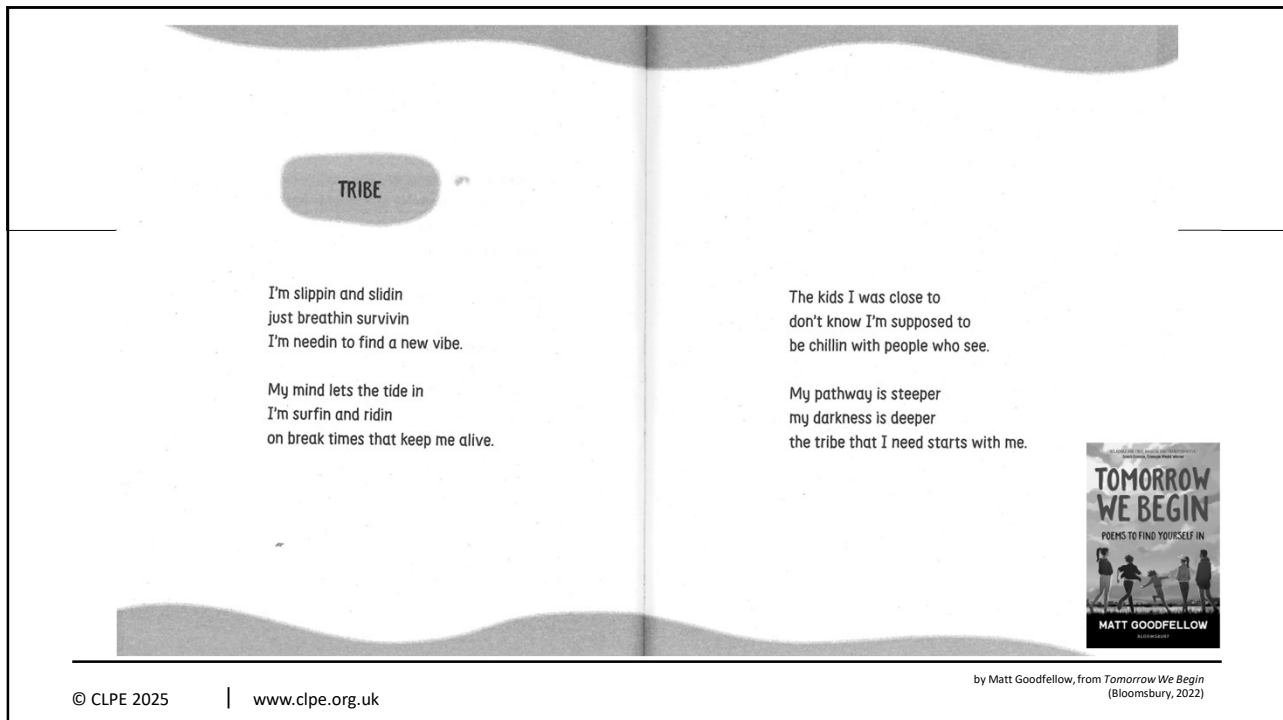 TRIBE
I'm slippin and slidin
just breathin survivin
I'm needin to find a new vibe.
My mind lets the tide in
I'm surfin and ridin
on break times that keep me alive.
The kids I was close to
don't know I'm supposed to
be chillin with people who see.
My pathway is steeper
my darkness is deeper
the tribe that I need starts with me.
TOMORROW
WE BEGIN
POEMS TO FIND YOURSELF IN
MATT GOODFELLOW
BLOOMSBURY
by Matt Goodfellow, from Tomorrow We Begin
(Bloomsbury, 2022)
© CLPE 2025 | www.clpe.org.uk